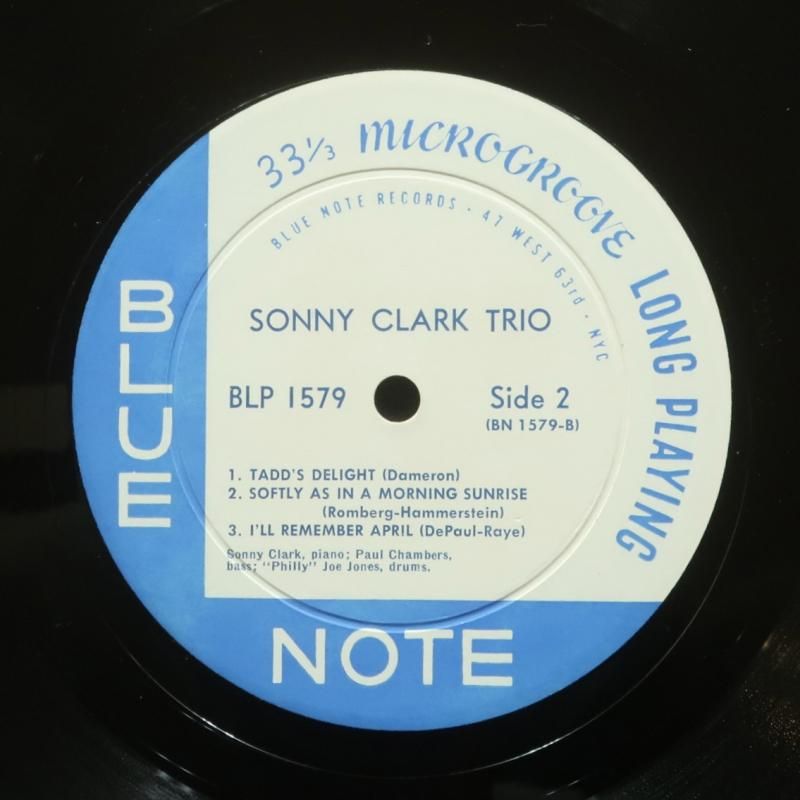 33⅓ MICROGROOVE LONG PLAYING
BLUE NOTE RECORDS · 47 WEST 63rd · NYC
SONNY CLARK TRIO
BLP 1579
Side 2
(BN 1579-B)
1. TADD'S DELIGHT (Dameron)
2. SOFTLY AS IN A MORNING SUNRISE
(Romberg-Hammerstein)
3. I'LL REMEMBER APRIL (DePaul-Raye)
Sonny Clark, piano; Paul Chambers,
bass; "Philly" Joe Jones, drums.
BLUE
NOTE